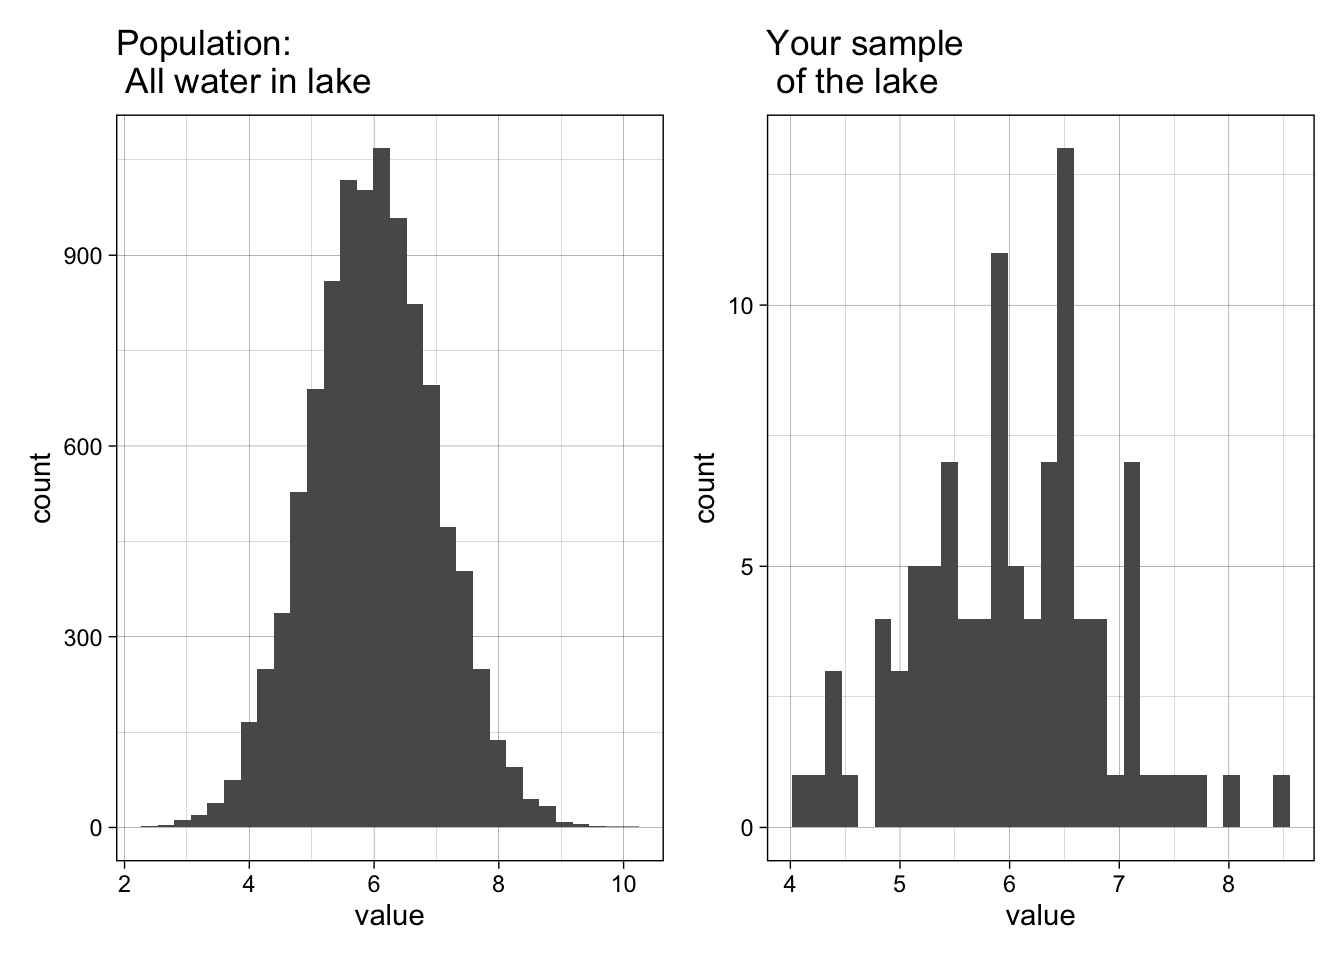 Population:
All water in lake
900
600
300
0
count
2 4 6 8 10
value
Your sample
of the lake
10
5
0
count
4 5 6 7 8
value